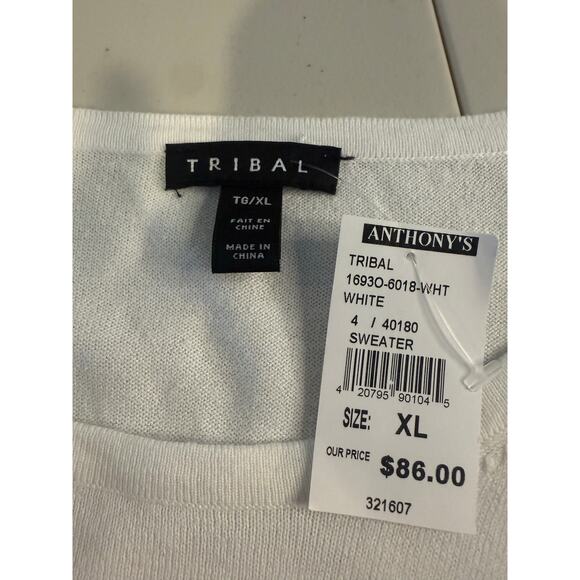 TRIBAL
TG/XL
FAIT EN
CHINE
MADE IN
CHINA
ANTHONY'S
TRIBAL
1693O-6018-WHT
WHITE
4 / 40180
SWEATER
4 20795 90104 5
SIZE: XL
OUR PRICE $86.00
321607